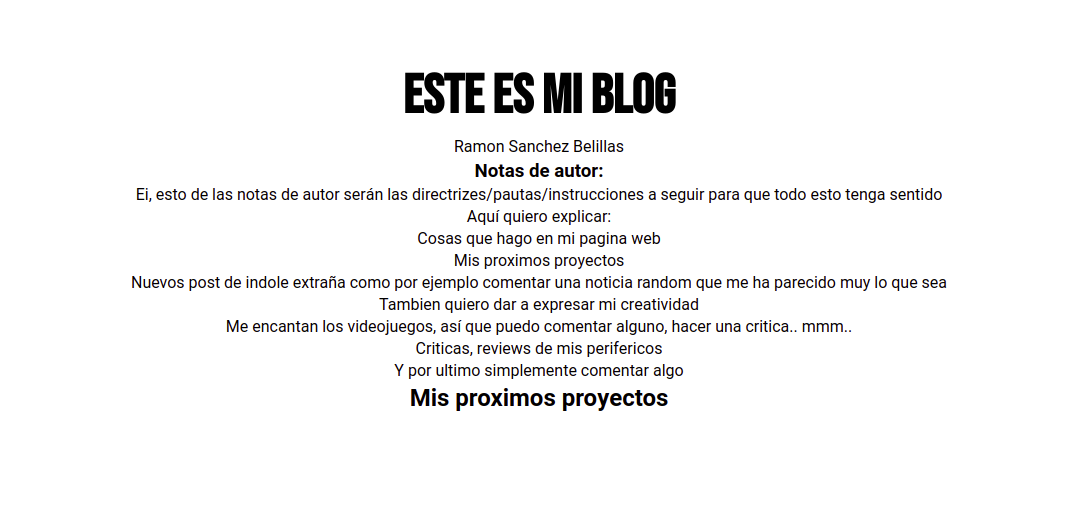 ESTE ES MI BLOG
Ramon Sanchez Belillas
Notas de autor:
Ei, esto de las notas de autor serán las directrizes/pautas/instrucciones a seguir para que todo esto tenga sentido
Aquí quiero explicar:
Cosas que hago en mi pagina web
Mis proximos proyectos
Nuevos post de indole extraña como por ejemplo comentar una noticia random que me ha parecido muy lo que sea
Tambien quiero dar a expresar mi creatividad
Me encantan los videojuegos, así que puedo comentar alguno, hacer una critica.. mmm..
Criticas, reviews de mis perifericos
Y por ultimo simplemente comentar algo
Mis proximos proyectos